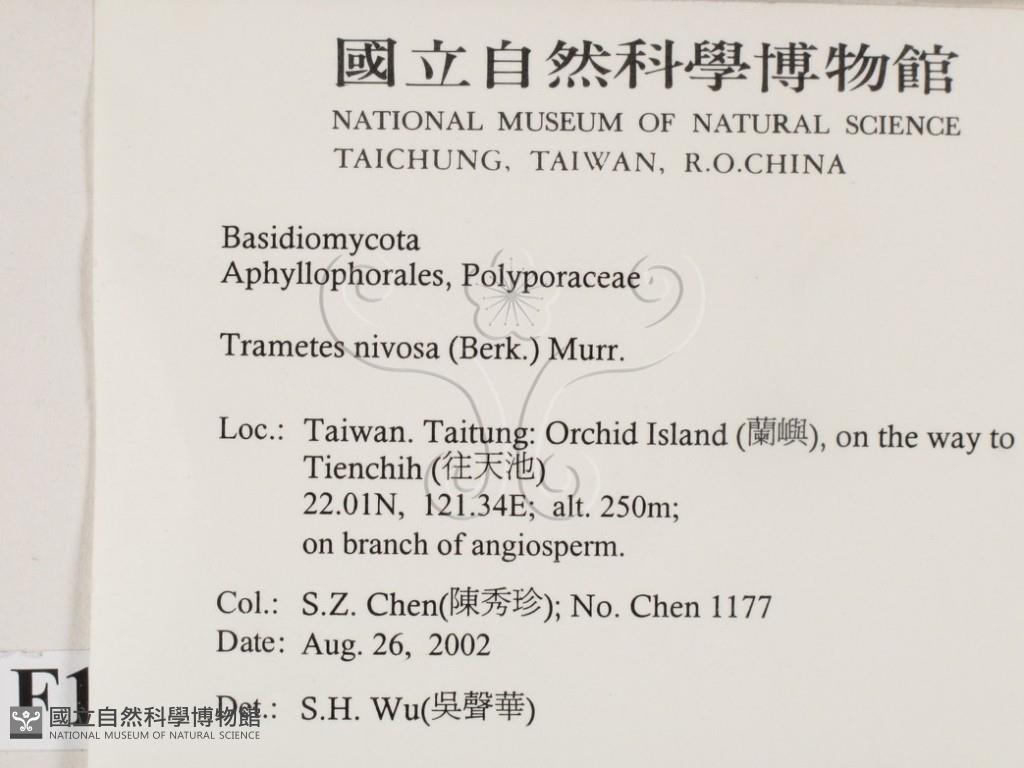 國立自然科學博物館
NATIONAL MUSEUM OF NATURAL SCIENCE
TAICHUNG, TAIWAN, R.O.CHINA
Basidiomycota
Aphyllophorales, Polyporaceae
Trametes nivosa (Berk.) Murr.
Loc.: Taiwan. Taitung: Orchid Island (蘭嶼), on the way to
Tienchih (往天池)
22.01N, 121.34E; alt. 250m;
on branch of angiosperm.
Col.: S.Z. Chen(陳秀珍); No. Chen 1177
Date: Aug. 26, 2002
Det.: S.H. Wu(吳聲華)
F1
國立自然科學博物館
NATIONAL MUSEUM OF NATURAL SCIENCE